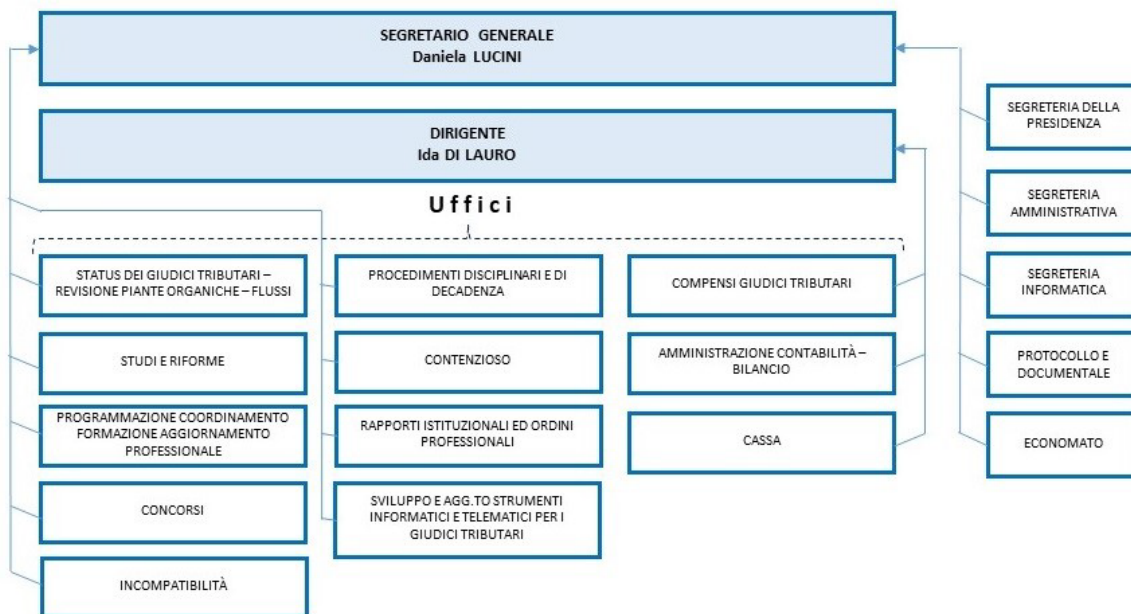 SEGRETARIO GENERALE
Daniela LUCINI
DIRIGENTE
Ida DI LAURO
Uffici
STATUS DEI GIUDICI TRIBUTARI –
REVISIONE PIANTE ORGANICHE – FLUSSI
STUDI E RIFORME
PROGRAMMAZIONE COORDINAMENTO
FORMAZIONE AGGIORNAMENTO
PROFESSIONALE
CONCORSI
INCOMPATIBILITÀ
PROCEDIMENTI DISCIPLINARI E DI
DECADENZA
CONTENZIOSO
RAPPORTI ISTITUZIONALI ED ORDINI
PROFESSIONALI
SVILUPPO E AGG.TO STRUMENTI
INFORMATICI E TELEMATICI PER I
GIUDICI TRIBUTARI
COMPENSI GIUDICI TRIBUTARI
AMMINISTRAZIONE CONTABILITÀ –
BILANCIO
CASSA
SEGRETERIA DELLA
PRESIDENZA
SEGRETERIA
AMMINISTRATIVA
SEGRETERIA
INFORMATICA
PROTOCOLLO E
DOCUMENTALE
ECONOMATO